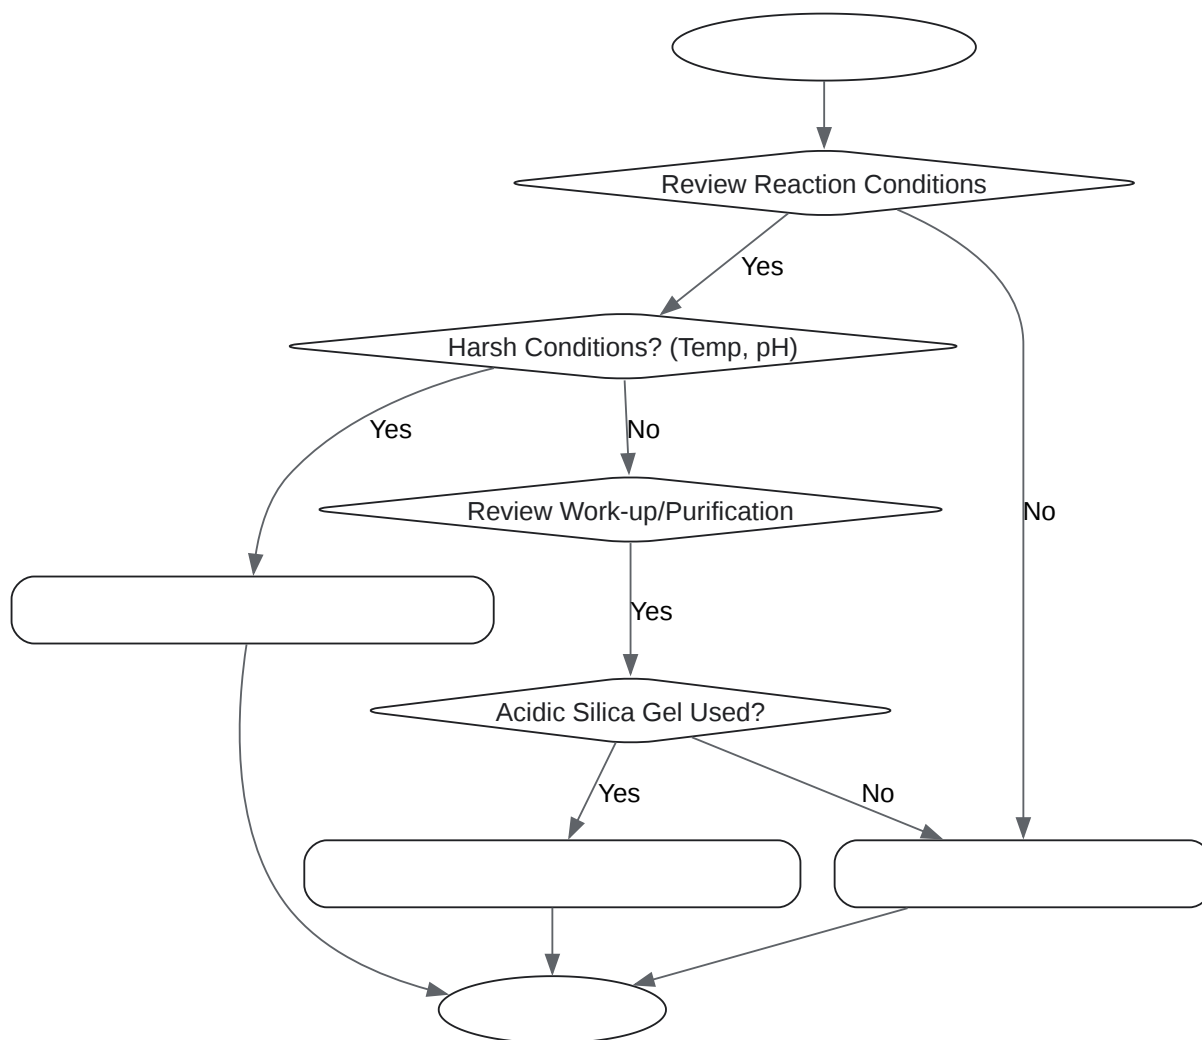 Review Reaction Conditions
Yes
Harsh Conditions? (Temp, pH)
Yes
No
Review Work-up/Purification
No
Yes
Acidic Silica Gel Used?
Yes
No